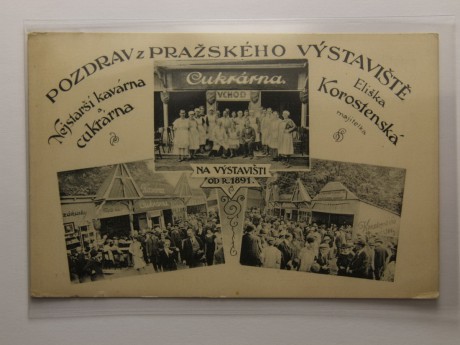 POZDRAV z PRAŽSKÉHO VÝSTAVIŠTĚ
Nejstarší kavárna
a
cukrárna
Eliška
Korostenská
majitelka
Cukrárna.
VCHOD
NA VÝSTAVIŠTI
OD R. 1891.